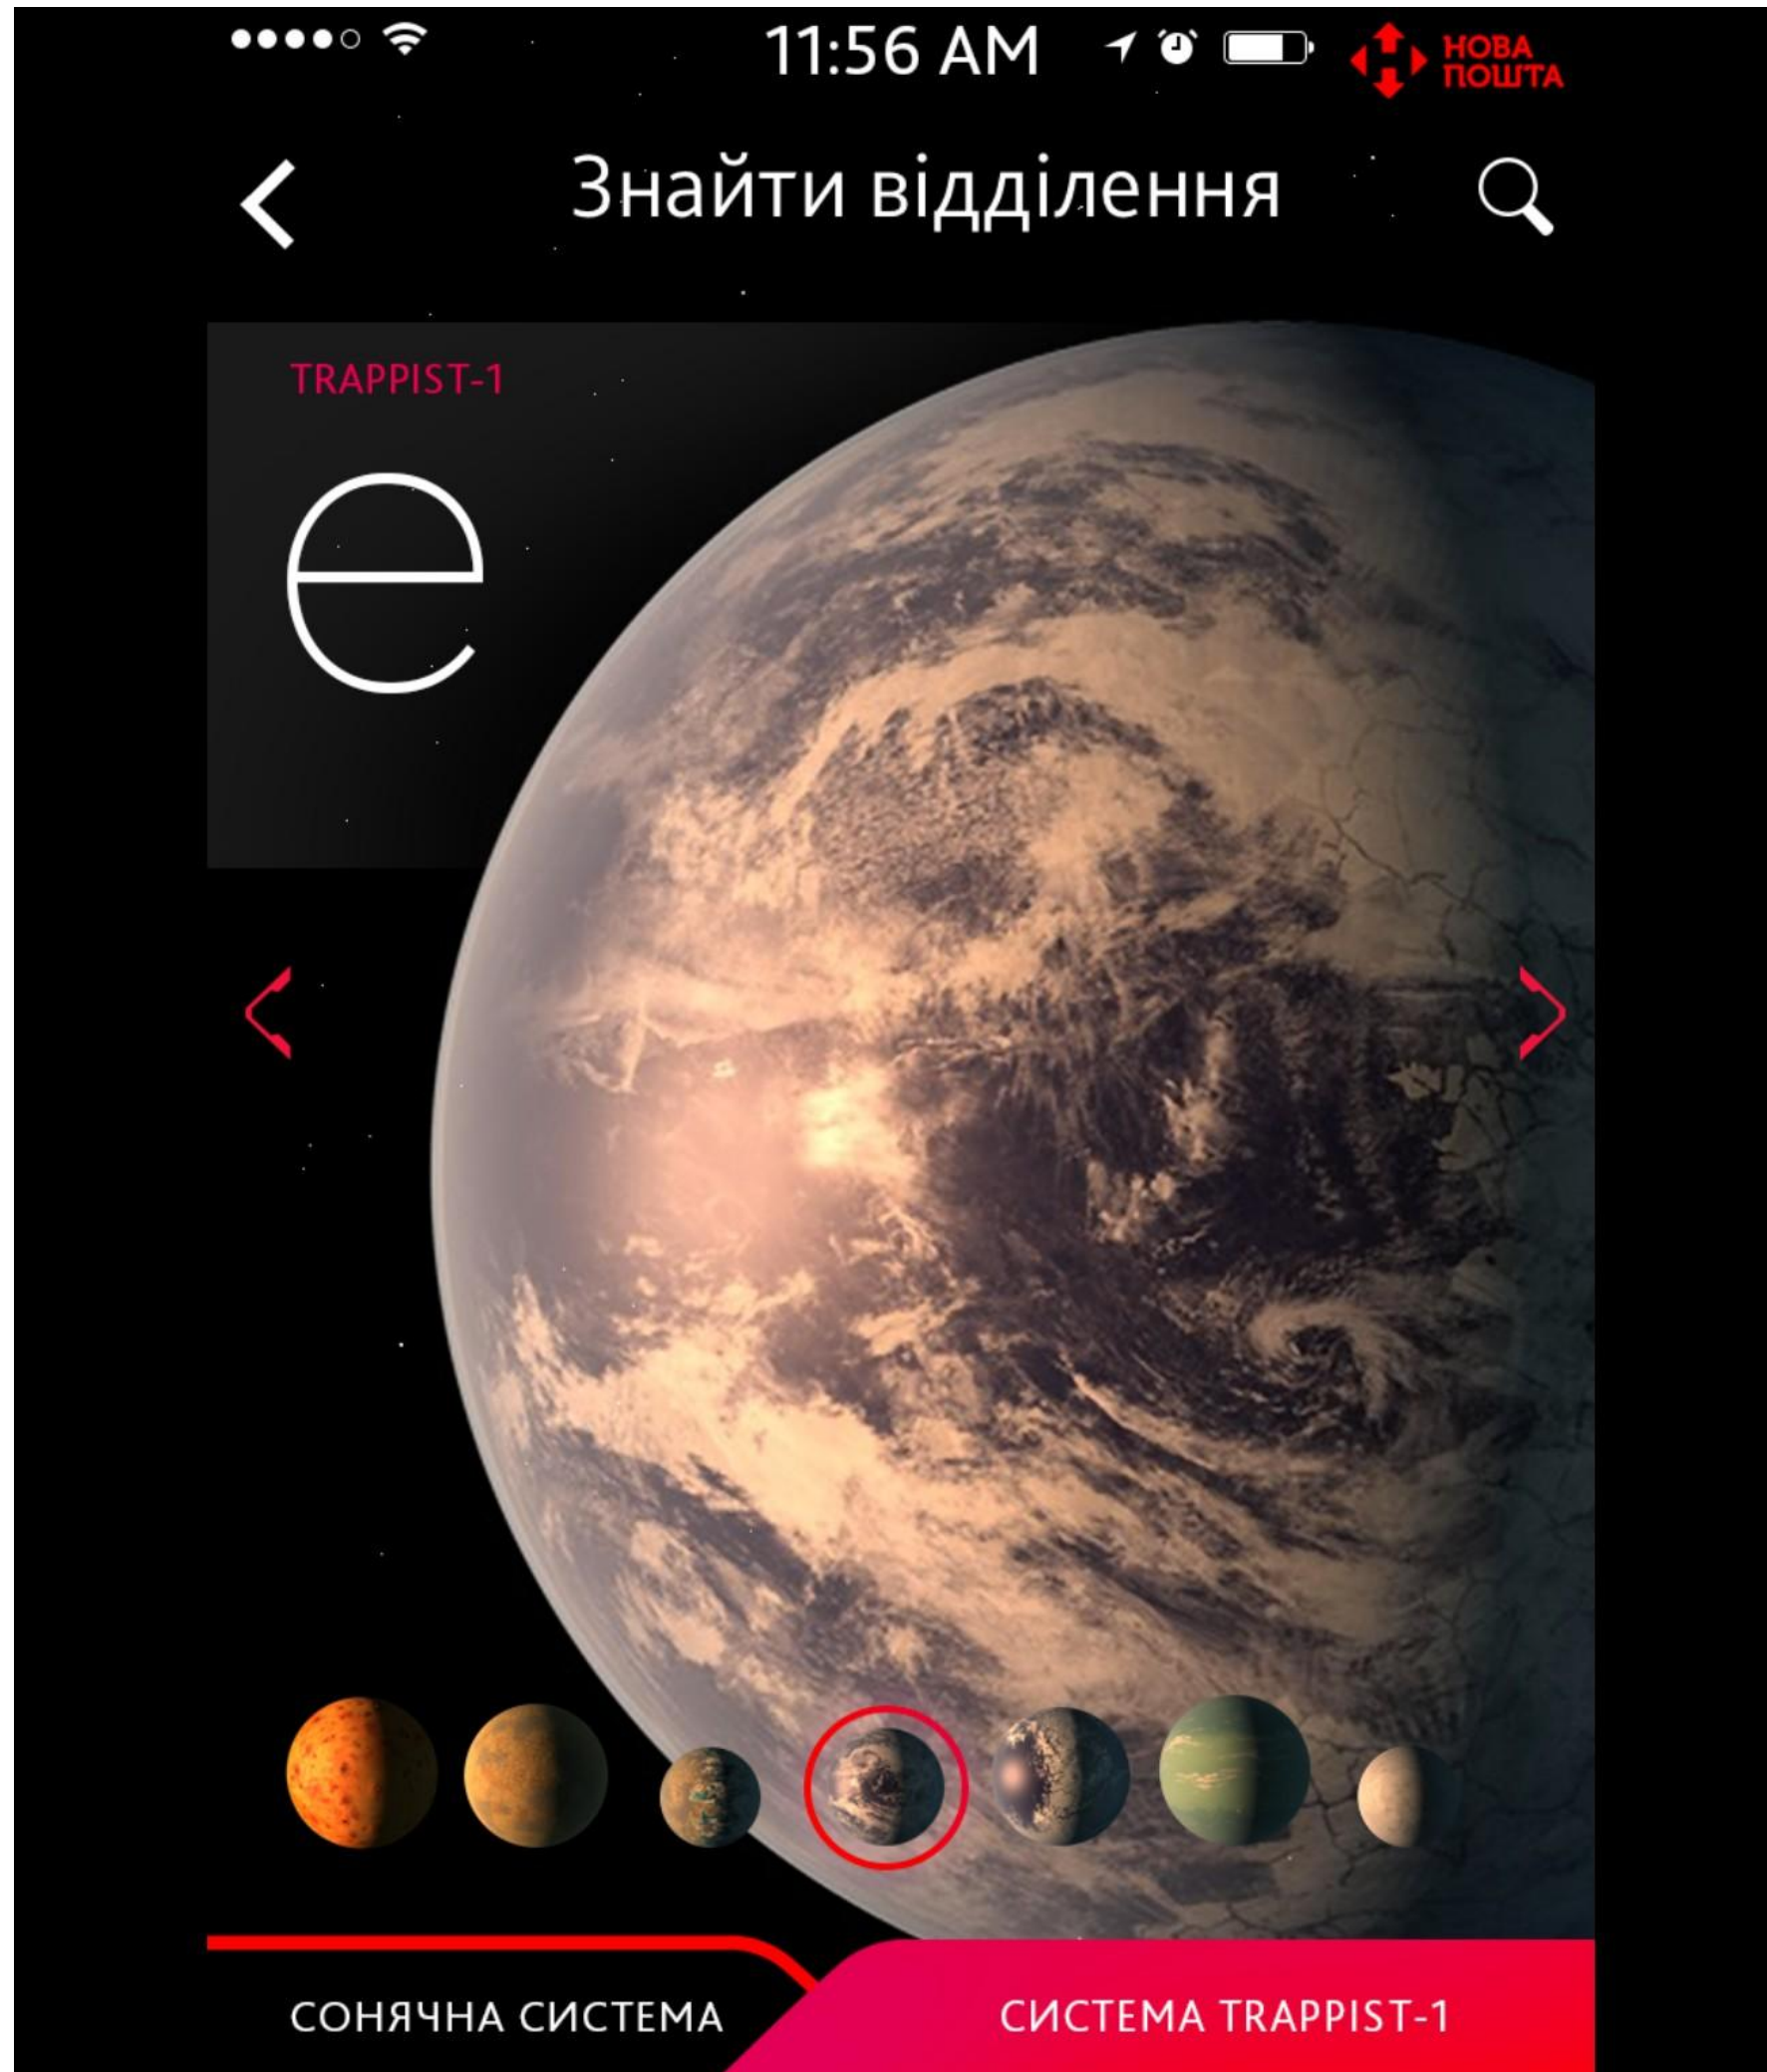 11:56 AM
НОВА
ПОШТА
Знайти відділення
TRAPPIST-1
e
СОНЯЧНА СИСТЕМА
СИСТЕМА TRAPPIST-1